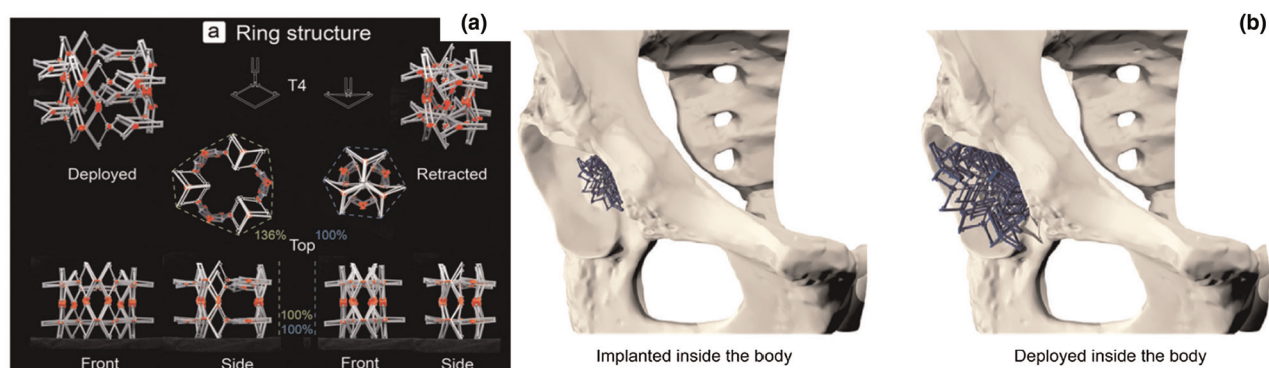 (a)
a Ring structure
T4
Deployed
Retracted
136%
Top
100%
100%
100%
Front
Side
Front
Side
(b)
Implanted inside the body
Deployed inside the body